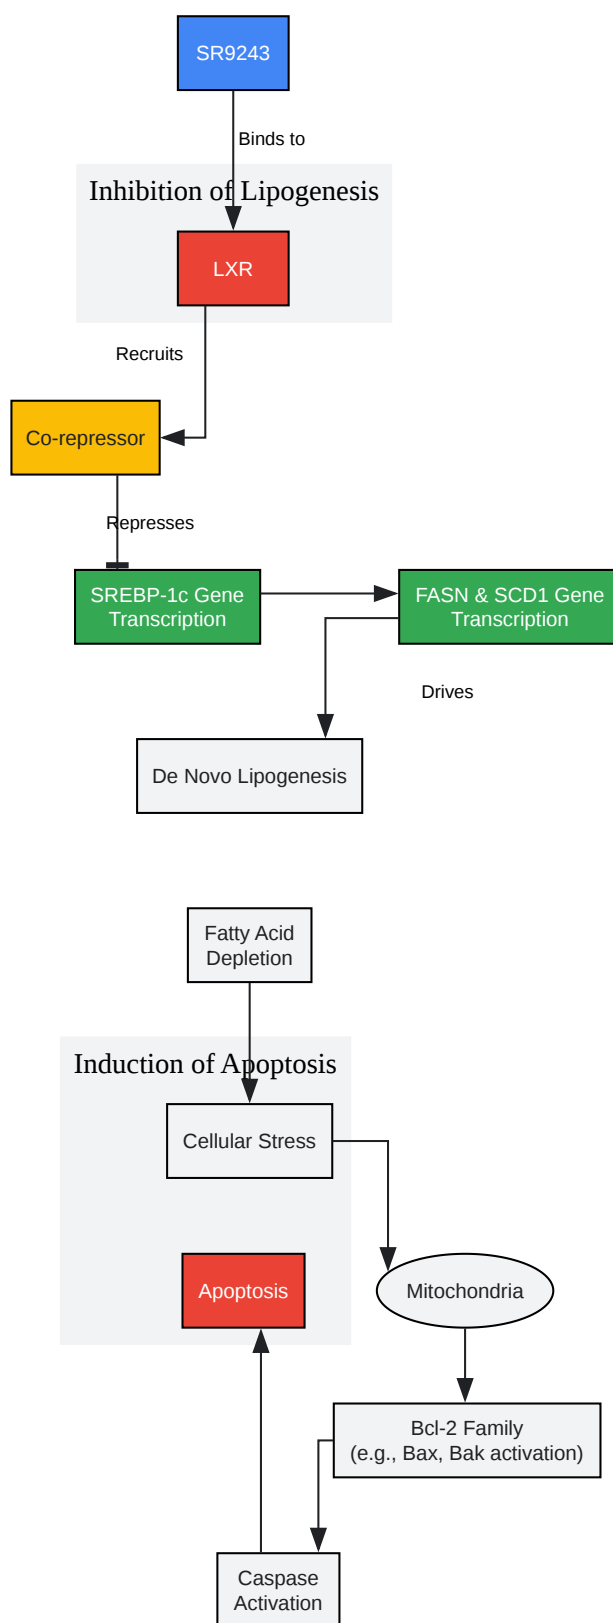 SR9243
Binds to
Inhibition of Lipogenesis
LXR
Recruits
Co-repressor
Represses
SREBP-1c Gene
Transcription
FASN & SCD1 Gene
Transcription
Drives
De Novo Lipogenesis
Fatty Acid
Depletion
Induction of Apoptosis
Cellular Stress
Apoptosis
Mitochondria
Bcl-2 Family
(e.g., Bax, Bak activation)
Caspase
Activation